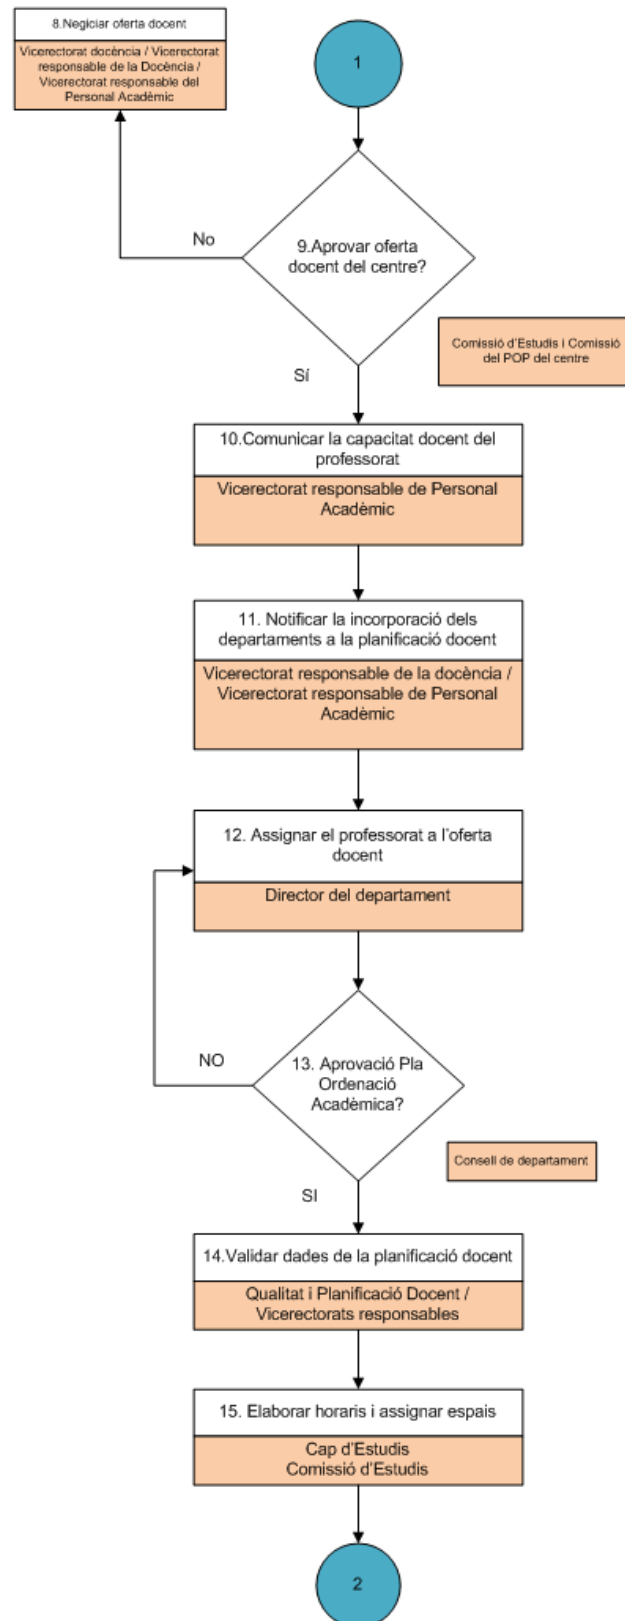 8.Negiciar oferta docent
Vicerectorat docència / Vicerectorat
responsable de la Docència /
Vicerectorat responsable del
Personal Acadèmic
1
No
9.Aprovar oferta
docent del centre?
Comissió d'Estudis i Comissió
del POP del centre
Sí
10.Comunicar la capacitat docent del
professorat
Vicerectorat responsable de Personal
Acadèmic
11. Notificar la incorporació dels
departaments a la planificació docent
Vicerectorat responsable de la docència /
Vicerectorat responsable de Personal
Acadèmic
12. Assignar el professorat a l'oferta
docent
Director del departament
NO
13. Aprovació Pla
Ordenació
Acadèmica?
Consell de departament
SI
14.Validar dades de la planificació docent
Qualitat i Planificació Docent /
Vicerectorats responsables
15. Elaborar horaris i assignar espais
Cap d'Estudis
Comissió d'Estudis
2